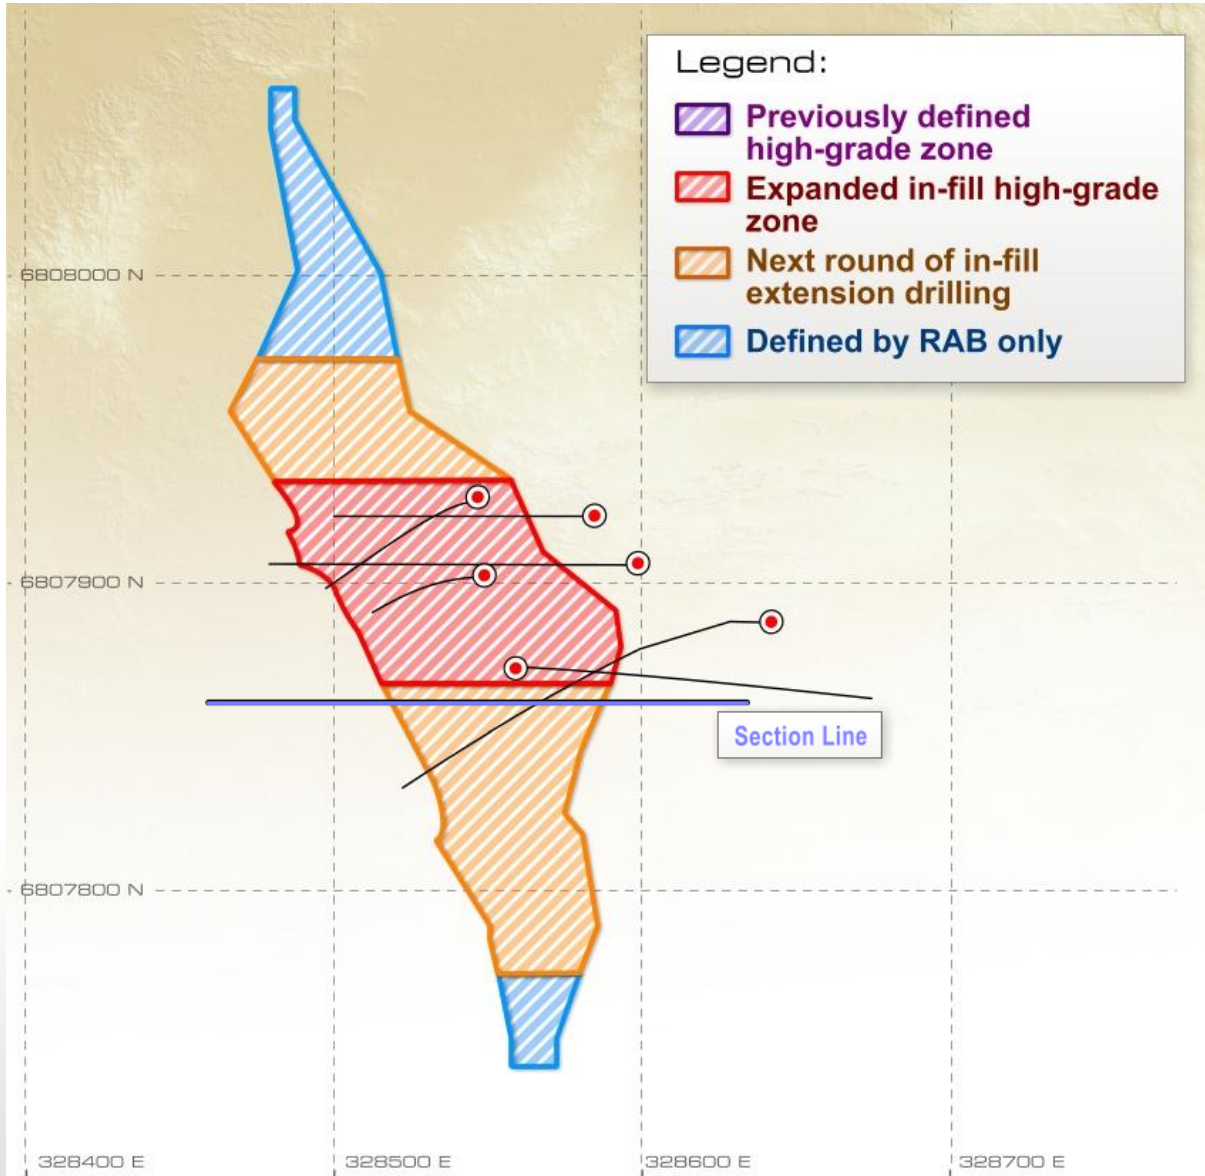 Legend:
Previously defined
high-grade zone
Expanded in-fill high-grade
zone
Next round of in-fill
extension drilling
Defined by RAB only
6808000 N
6807900 N
Section Line
6807800 N
328400 E
328500 E
328600 E
328700 E